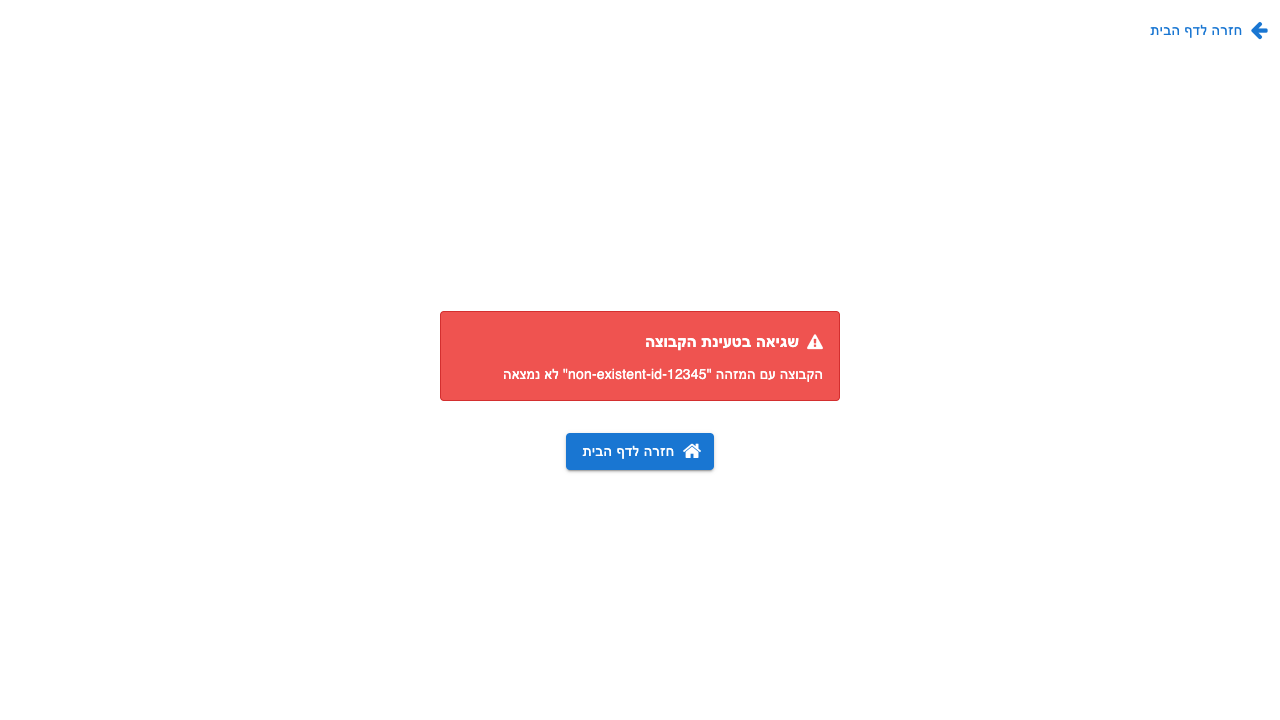 חזרה לדף הבית
שגיאה בטעינת הקבוצה
הקבוצה עם המזהה "non-existent-id-12345" לא נמצאה
חזרה לדף הבית